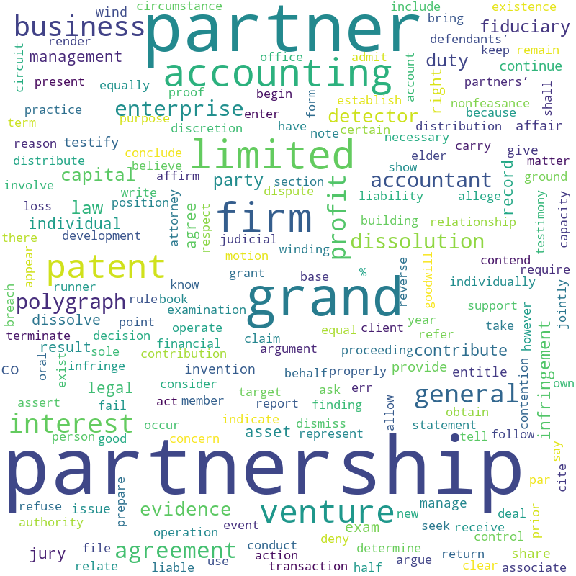 circumstance
include
existence
wind
partner
business
defendants'
fiduciary
render
office
admit
bring
keep
remain
management
accounting
duty
circuit
present
equally
proof
begin
account
partners'
continue
practice
enterprise
form
establish
detector
right
nonfeasance
because
shall
term
purpose
enter
certain
distribution
affair
reason
testify
discretion
have
note
necessary
carry
give
matter
distribute
conclude
limited
show
elder
believe
affirm
involve
capital
party
section
accountant
record
ground
write
dispute
liability
allege
loss
law
position
attorney
agree
respect
profit
building
relationship
testimony
capacity
there
individual
firm
judicial
dissolution
contend
development
winding
appear
motion
goodwill
reverse
require
patent
know
grant
base
%
individually
runner
examination
grand
support
jointly
breach
polygraph
rule
book
year
take
however
dissolve
point
operate
equal
client
refer
terminate
decision
financial
claim
argument
proceeding
contribute
entitle
co
oral
result
sole
contribution
behalf
properly
provide
contention
infringement
own
exist
infringe
invention
consider
target
ask
err
general
assert
legal
act
member
report
finding
allow
obtain
fail
indicate
dismiss
statement
interest
occur
asset
represent
tell
follow
say
person
good
concern
partnership
par
cite
refuse
issue
prepare
evidence
venture
new
deal
manage
prior
authority
exam
seek
receive
operation
event
deny
control
jury
file
agreement
conduct
action
determine
return
share
relate
liable
use
transaction
half
argue
clear
associate